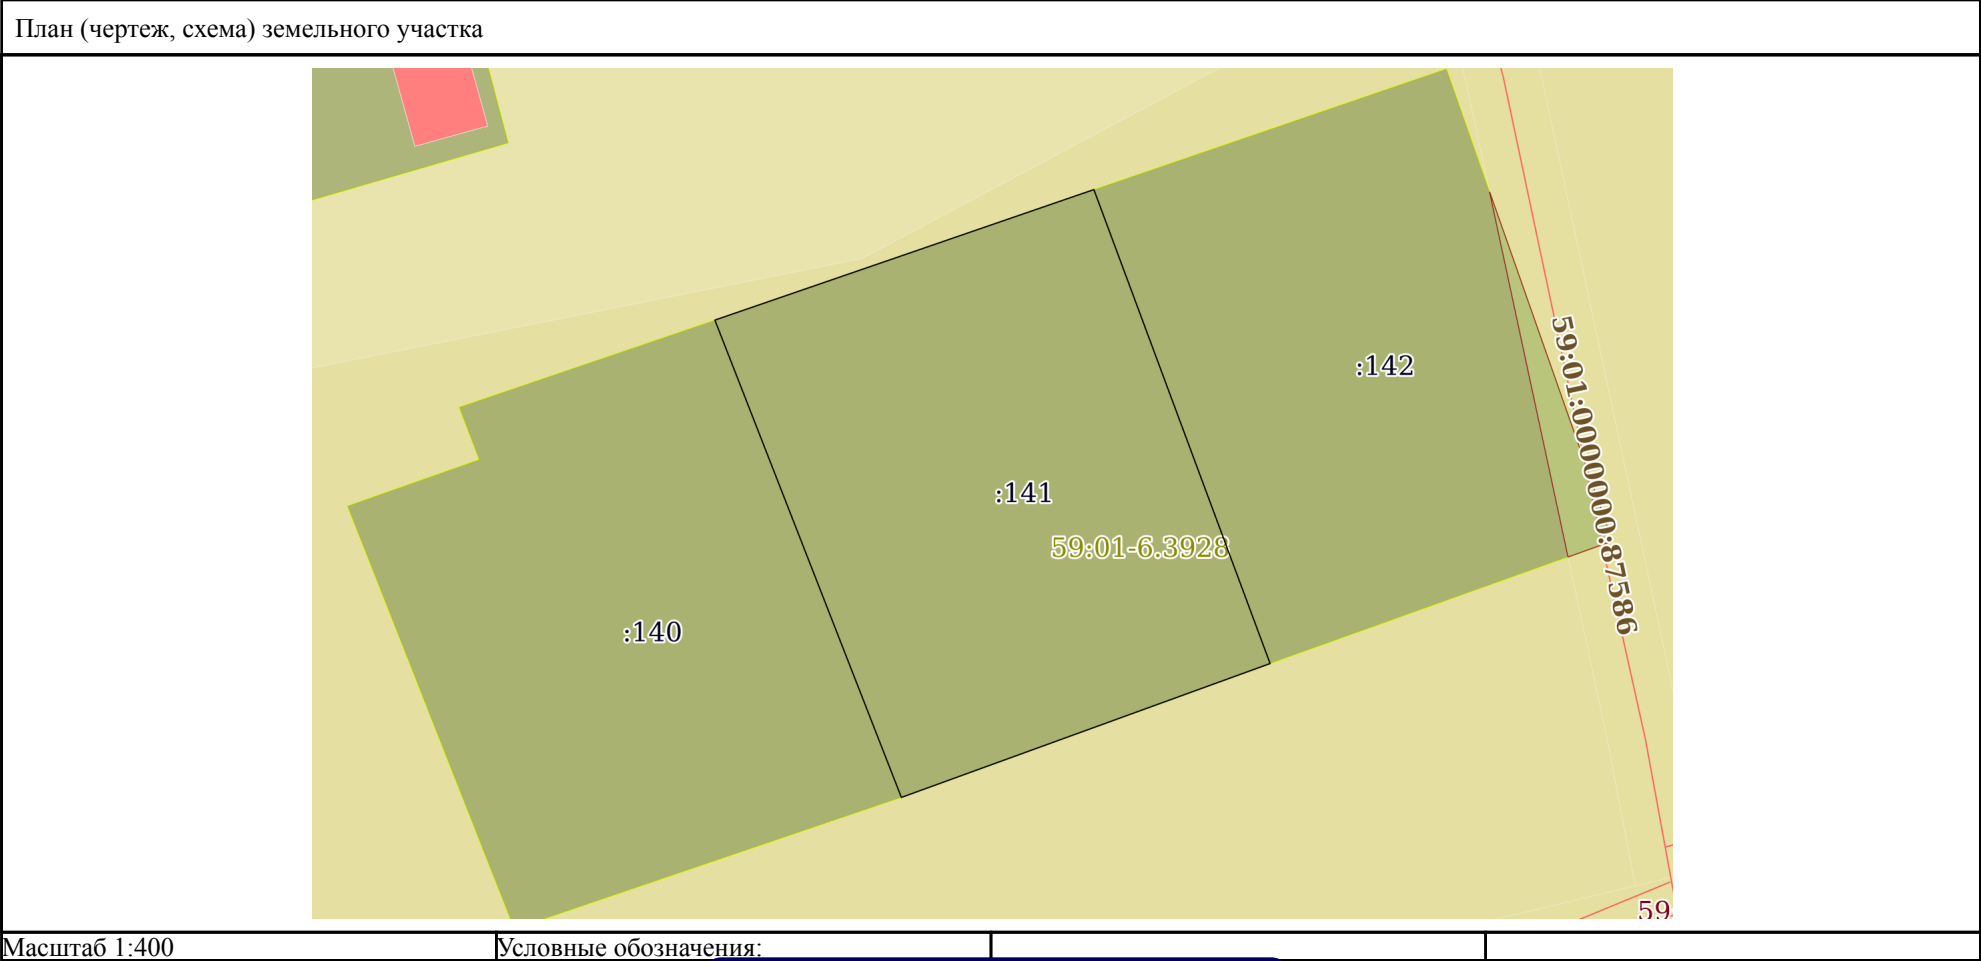 План (чертеж, схема) земельного участка
:142
59:01:0000000:87586
:141
59:01-6.3928
:140
59
Масштаб 1:400
Условные обозначения: